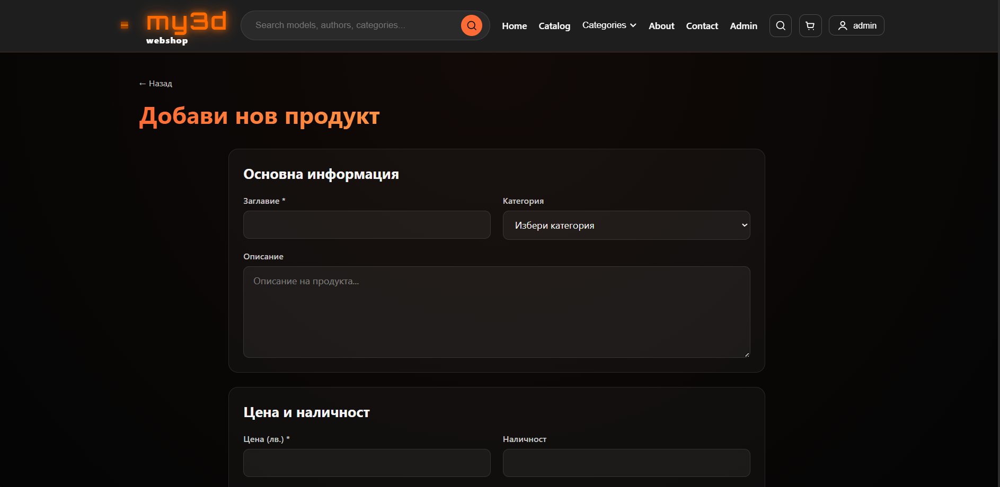 my3d
webshop
Search models, authors, categories...
Home Catalog Categories About Contact Admin admin
← Назад
Добави нов продукт
Основна информация
Заглавие * Категория
Избери категория
Описание
Описание на продукта...
Цена и наличност
Цена (лв.) * Наличност